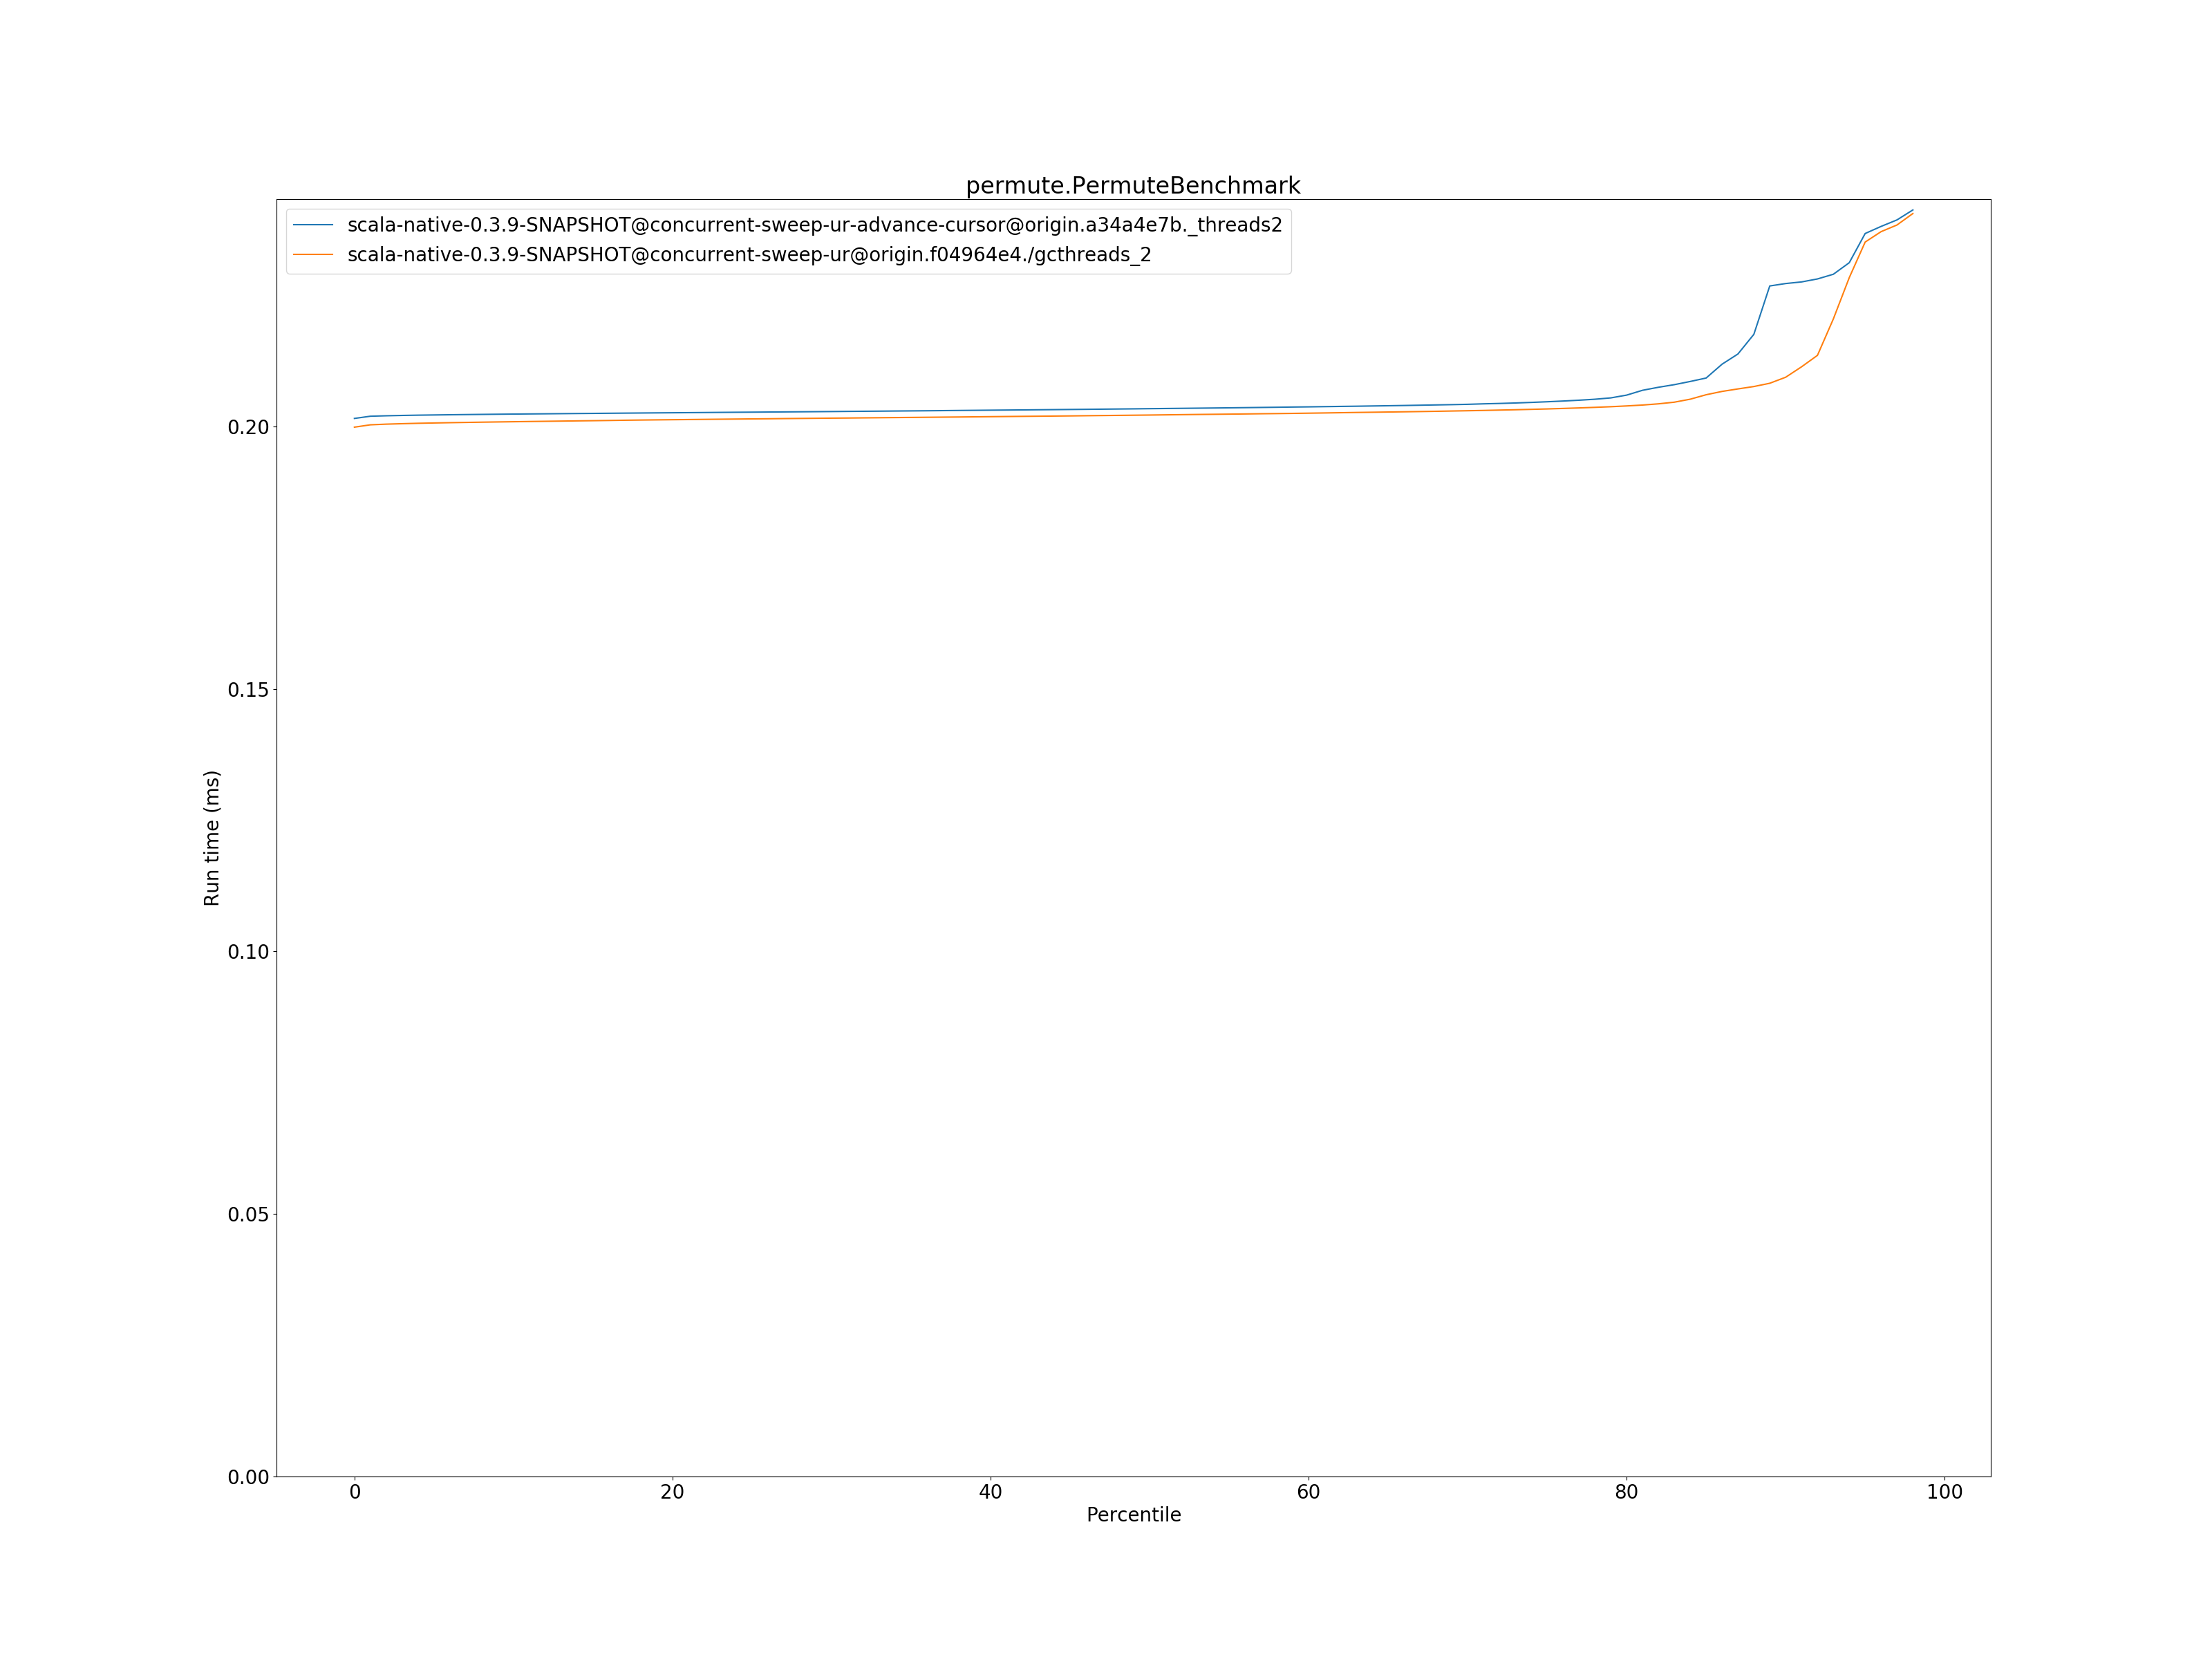 permute.PermuteBenchmark
scala-native-0.3.9-SNAPSHOT@concurrent-sweep-ur-advance-cursor@origin.a34a4e7b._threads2
scala-native-0.3.9-SNAPSHOT@concurrent-sweep-ur@origin.f04964e4./gcthreads_2
0.20
0.15
0.10
0.05
0.00
Run time (ms)
0 20 40 60 80 100
Percentile